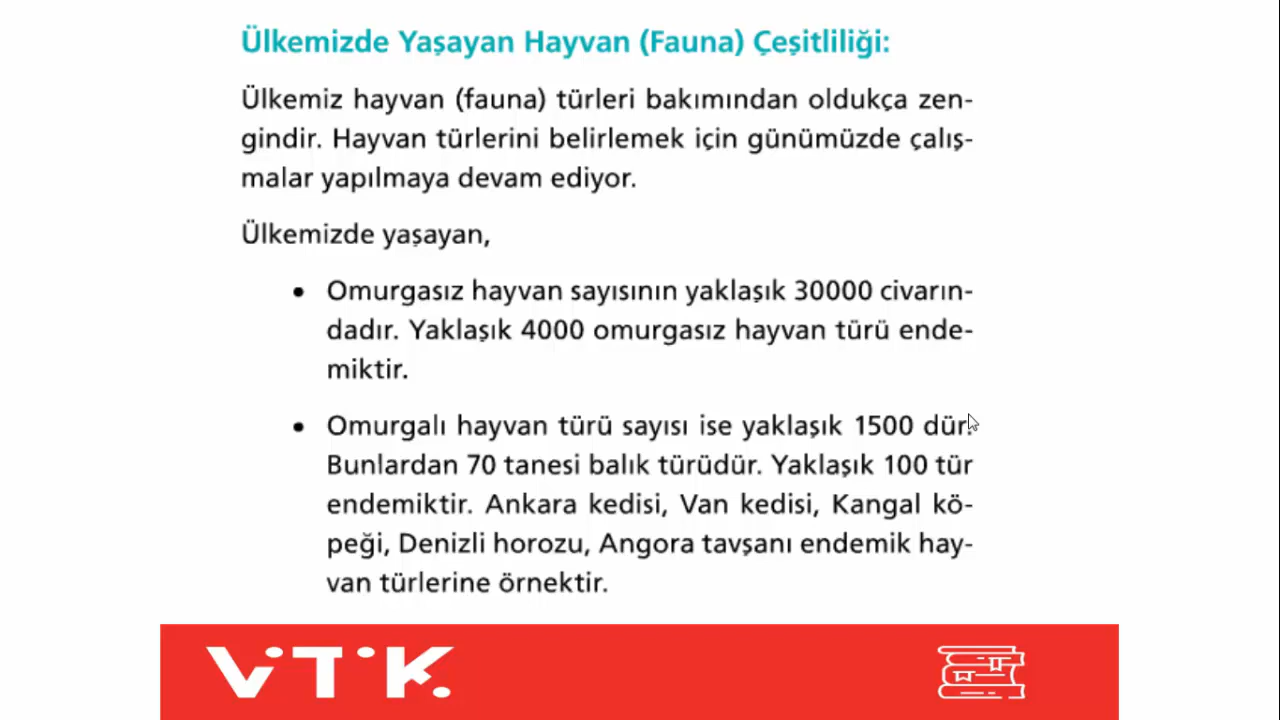 Ülkemizde Yaşayan Hayvan (Fauna) Çeşitliliği:
Ülkemiz hayvan (fauna) türleri bakımından oldukça zen-
gindir. Hayvan türlerini belirlemek için günümüzde çalış-
malar yapılmaya devam ediyor.
Ülkemizde yaşayan,
• Omurgasız hayvan sayısının yaklaşık 30000 civarın-
dadır. Yaklaşık 4000 omurgasız hayvan türü ende-
miktir.
• Omurgalı hayvan türü sayısı ise yaklaşık 1500 dür.
Bunlardan 70 tanesi balık türüdür. Yaklaşık 100 tür
endemiktir. Ankara kedisi, Van kedisi, Kangal kö-
peği, Denizli horozu, Angora tavşanı endemik hay-
van türlerine örnektir.
ViTiK.